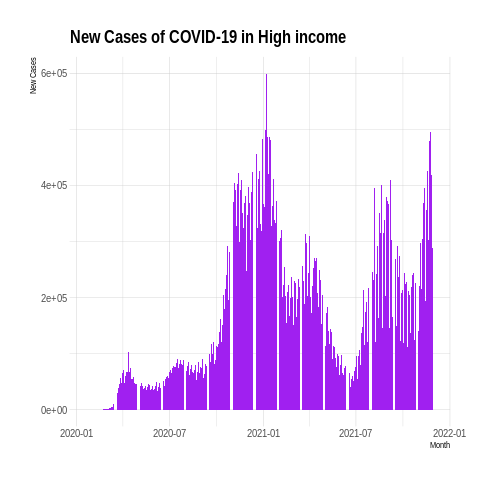 New Cases of COVID-19 in High income
New Cases
6e+05
4e+05
2e+05
0e+00
2020-01 2020-07 2021-01 2021-07 2022-01
Month